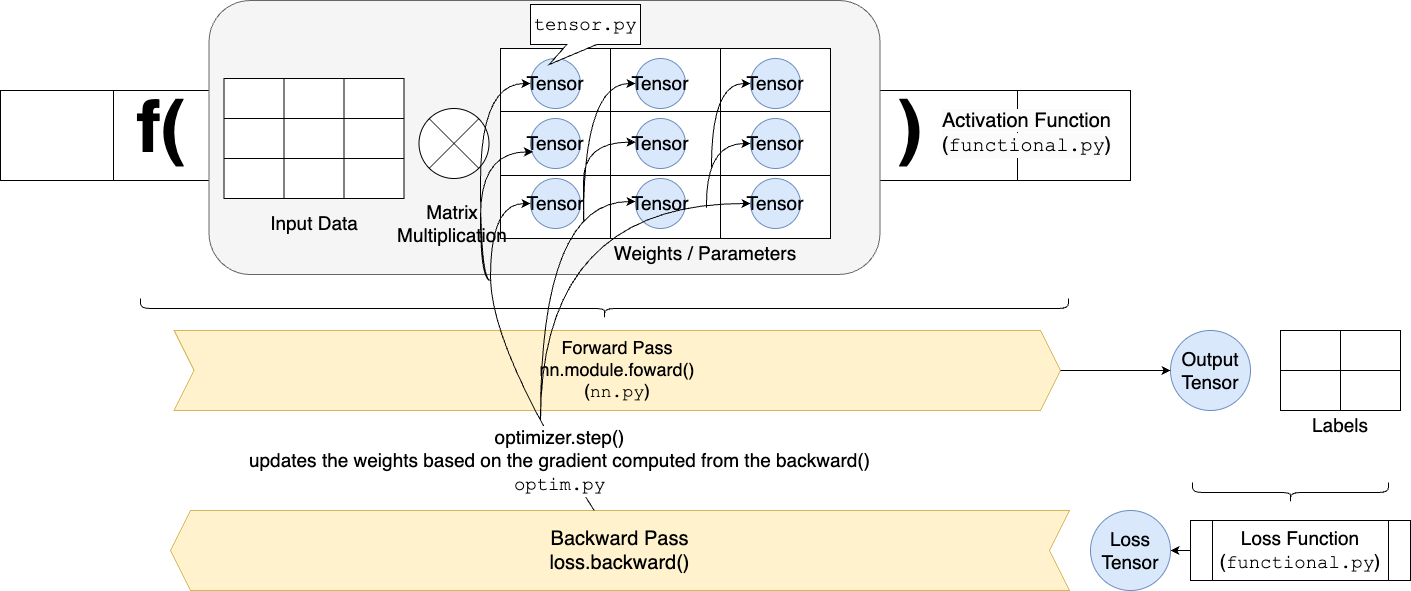 tensor.py
f(
)
Tensor
Tensor
Tensor
Tensor
Tensor
Tensor
Tensor
Tensor
Tensor
Activation Function
(functional.py)
Input Data
Matrix
Multiplication
Weights / Parameters
Forward Pass
nn.module.foward()
(nn.py)
Output
Tensor
Labels
optimizer.step()
updates the weights based on the gradient computed from the backward()
optim.py
Backward Pass
loss.backward()
Loss
Tensor
Loss Function
(functional.py)